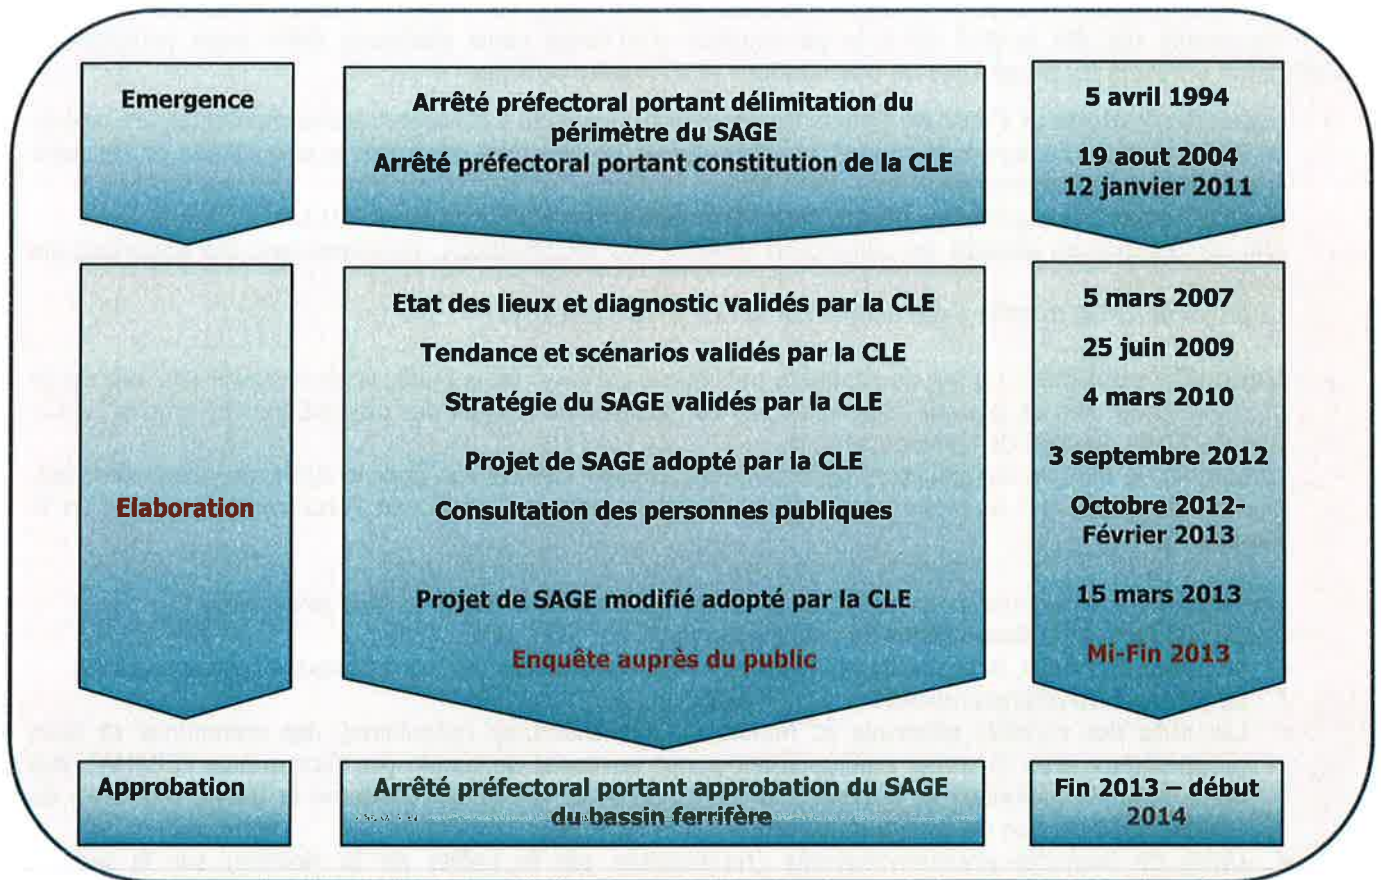 Emergence
Arrêté préfectoral portant délimitation du
périmètre du SAGE
Arrêté préfectoral portant constitution de la CLE
5 avril 1994
19 aout 2004
12 janvier 2011
Elaboration
Etat des lieux et diagnostic validés par la CLE
5 mars 2007
Tendance et scénarios validés par la CLE
25 juin 2009
Stratégie du SAGE validés par la CLE
4 mars 2010
Projet de SAGE adopté par la CLE
3 septembre 2012
Consultation des personnes publiques
Octobre 2012-
Février 2013
Projet de SAGE modifié adopté par la CLE
15 mars 2013
Enquête auprès du public
Mi-Fin 2013
Approbation
Arrêté préfectoral portant approbation du SAGE
du bassin ferrifère
Fin 2013 – début
2014